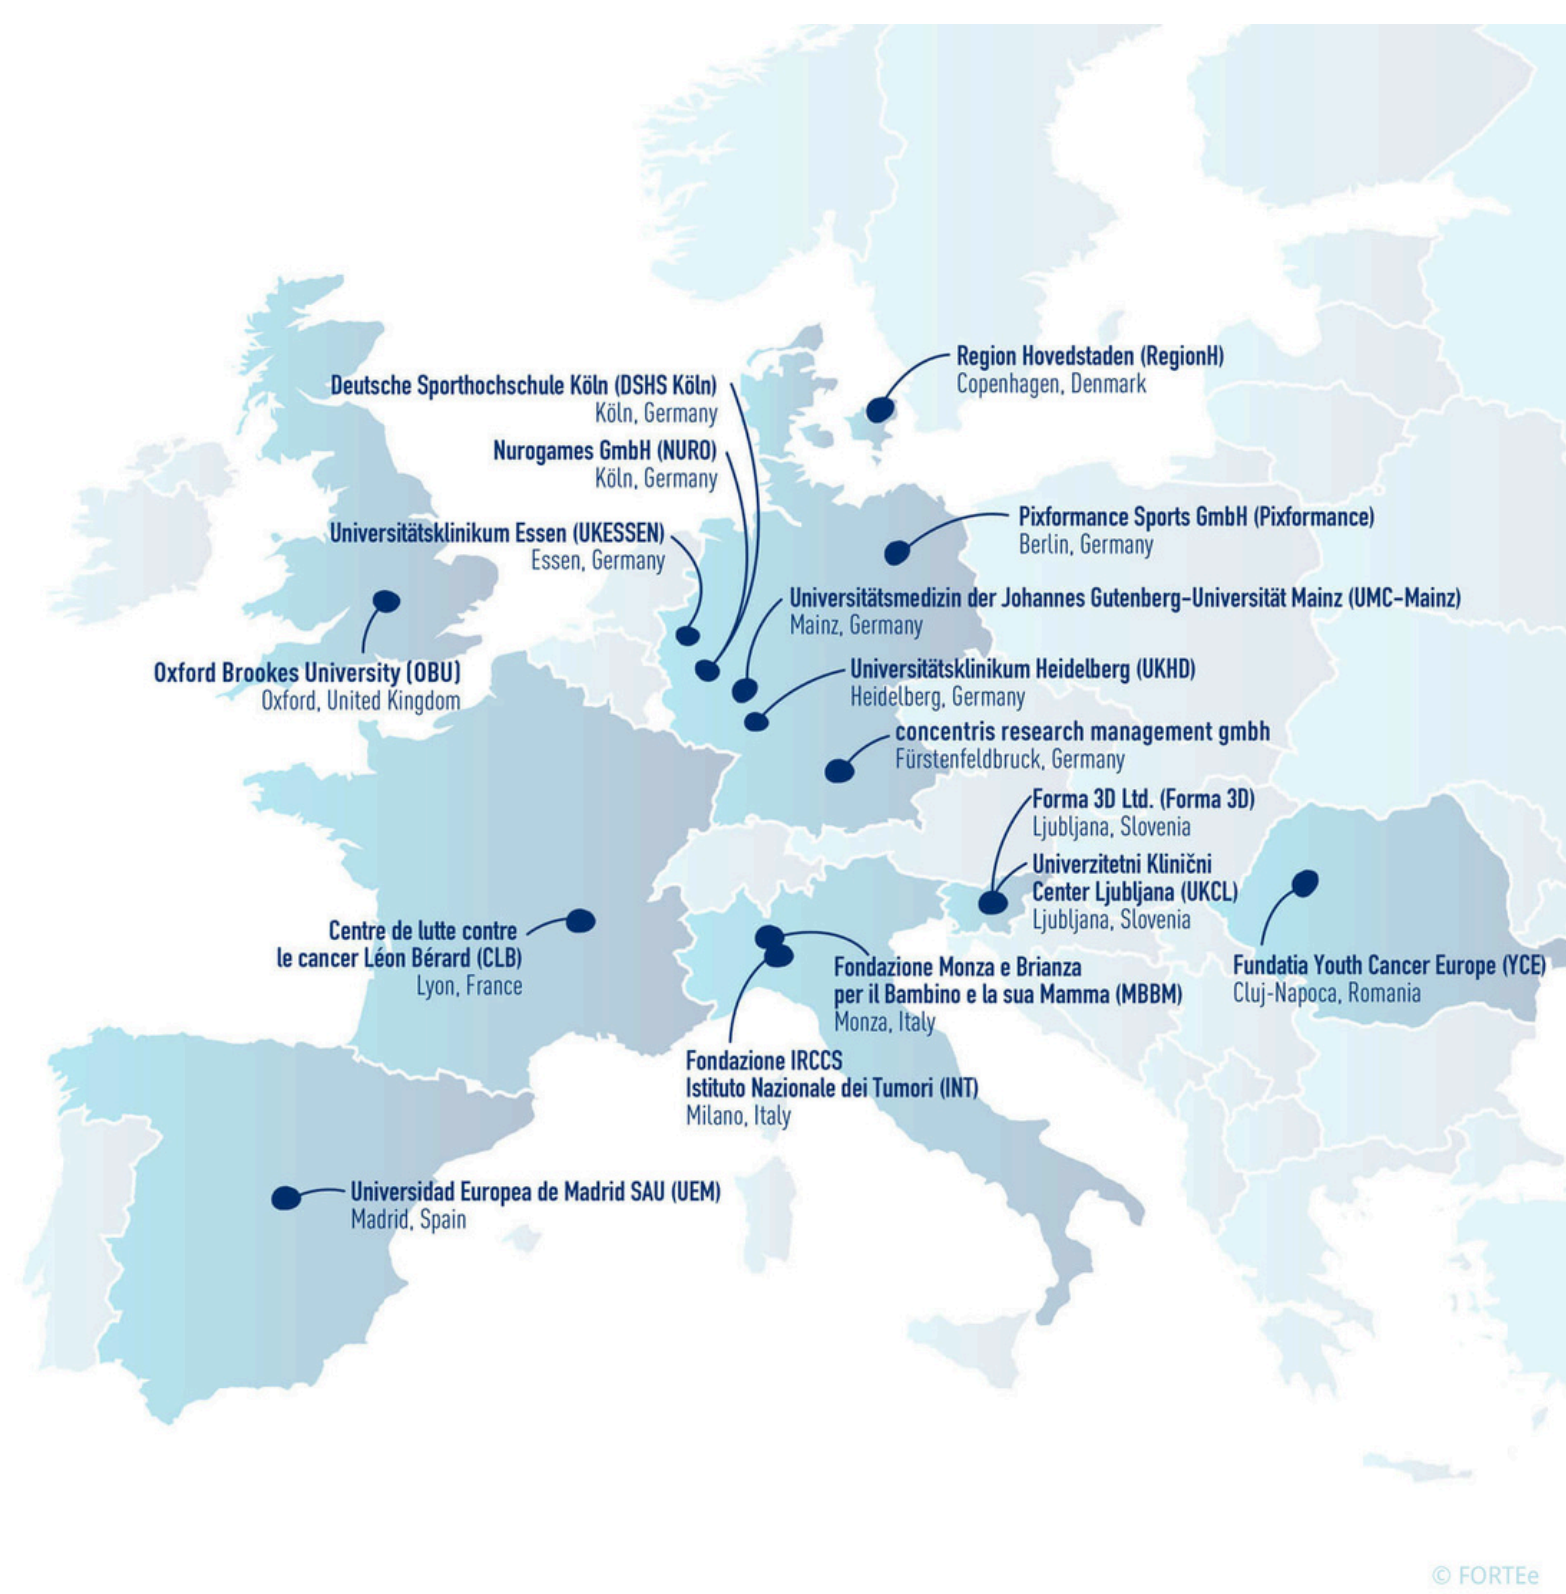 Region Hovedstaden (RegionH)
Copenhagen, Denmark
Deutsche Sporthochschule Köln (DSHS Köln)
Köln, Germany
Nurogames GmbH (NURO)
Köln, Germany
Pixformance Sports GmbH (Pixformance)
Berlin, Germany
Universitätsklinikum Essen (UKESSEN)
Essen, Germany
Universitätsmedizin der Johannes Gutenberg-Universität Mainz (UMC-Mainz)
Mainz, Germany
Oxford Brookes University (OBU)
Oxford, United Kingdom
Universitätsklinikum Heidelberg (UKHD)
Heidelberg, Germany
concentris research management gmbh
Fürstenfeldbruck, Germany
Forma 3D Ltd. (Forma 3D)
Ljubljana, Slovenia
Univerzitetni Klinični
Center Ljubljana (UKCL)
Ljubljana, Slovenia
Centre de lutte contre
le cancer Léon Bérard (CLB)
Lyon, France
Fondazione Monza e Brianza
per il Bambino e la sua Mamma (MBBM)
Monza, Italy
Fundatia Youth Cancer Europe (YCE)
Cluj-Napoca, Romania
Fondazione IRCCS
Istituto Nazionale dei Tumori (INT)
Milano, Italy
Universidad Europea de Madrid SAU (UEM)
Madrid, Spain
© FORTEe